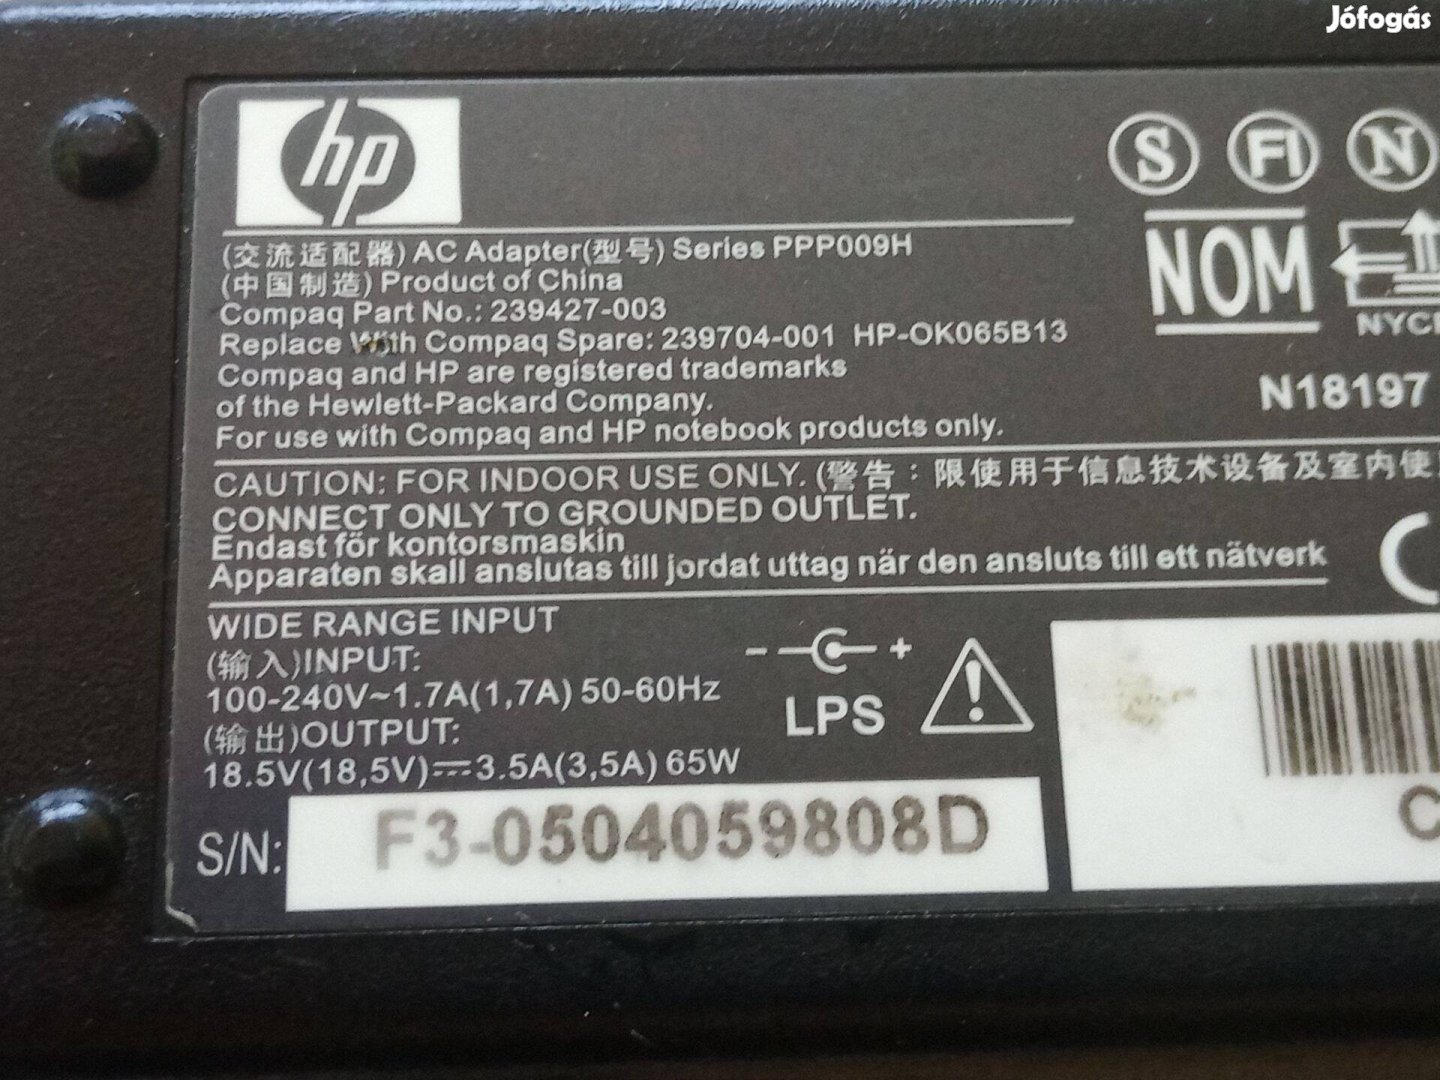 Jófogás
hp
S FI N
(交流适配器) AC Adapter(型号) Series PPP009H
(中国制造) Product of China
Compaq Part No.: 239427-003
Replace With Compaq Spare: 239704-001 HP-OK065B13
Compaq and HP are registered trademarks
of the Hewlett-Packard Company.
For use with Compaq and HP notebook products only.
NOM
NYCE
N18197
CAUTION: FOR INDOOR USE ONLY. (警告：限使用于信息技术设备及室内使
CONNECT ONLY TO GROUNDED OUTLET.
Endast för kontorsmaskin
Apparaten skall anslutas till jordat uttag när den ansluts till ett nätverk
WIDE RANGE INPUT
(输入)INPUT:
100-240V~1.7A(1,7A) 50-60Hz
(输出)OUTPUT:
18.5V(18,5V)⎓3.5A(3,5A) 65W
- +
LPS
S/N: F3-0504059808D
C